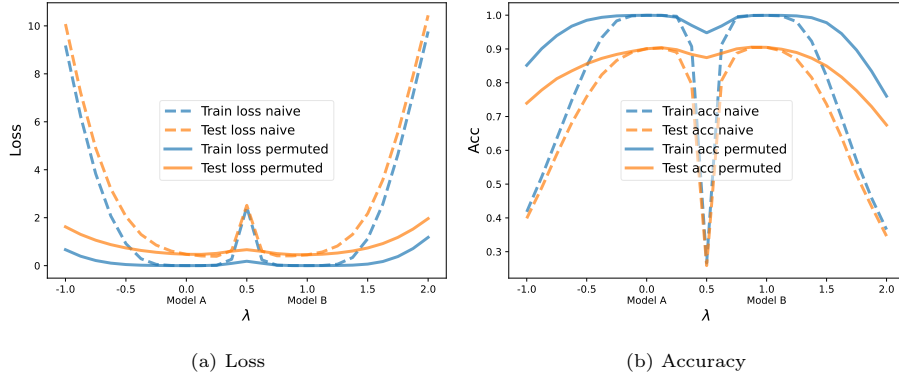 10
8
6
4
2
0
Loss
Train loss naive
Test loss naive
Train loss permuted
Test loss permuted
-1.0
-0.5
0.0
0.5
1.0
1.5
2.0
Model A
Model B
λ
(a) Loss
1.0
0.9
0.8
0.7
0.6
0.5
0.4
0.3
Acc
Train acc naive
Test acc naive
Train acc permuted
Test acc permuted
-1.0
-0.5
0.0
0.5
1.0
1.5
2.0
Model A
Model B
λ
(b) Accuracy